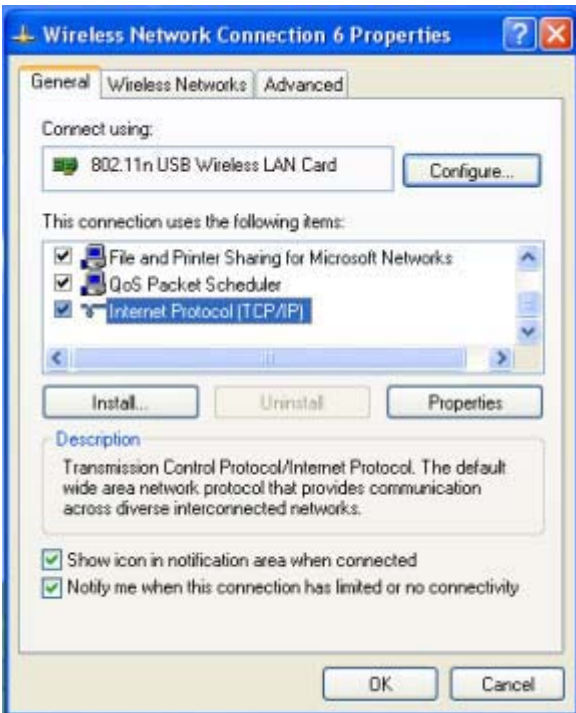 Wireless Network Connection 6 Properties
General Wireless Networks Advanced
Connect using:
802.11n USB Wireless LAN Card Configure...
This connection uses the following items:
File and Printer Sharing for Microsoft Networks
QoS Packet Scheduler
Internet Protocol (TCP/IP)
Install... Uninstall Properties
Description
Transmission Control Protocol/Internet Protocol. The default
wide area network protocol that provides communication
across diverse interconnected networks.
Show icon in notification area when connected
Notify me when this connection has limited or no connectivity
OK Cancel